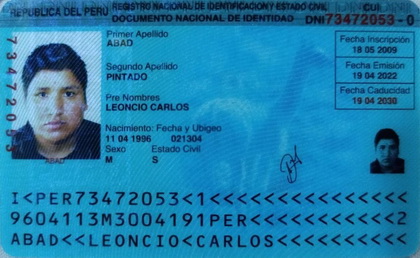 REPUBLICA DEL PERÚ
REGISTRO NACIONAL DE IDENTIFICACION Y ESTADO CIVIL
DOCUMENTO NACIONAL DE IDENTIDAD
CUI
DNI 73472053 - 0
73472053
Primer Apellido
ABAD
Segundo Apellido
PINTADO
Pre Nombres
LEONCIO CARLOS
Nacimiento: Fecha y Ubigeo
11 04 1996 021304
Sexo Estado Civil
M S
Fecha Inscripción
18 05 2009
Fecha Emisión
19 04 2022
Fecha Caducidad
19 04 2030
ABAD
I<PER73472053<1<<<<<<<<<<<<<<<
9604113M3004191PER<<<<<<<<<<<2
ABAD<<LEONCIO<CARLOS<<<<<<<<<<